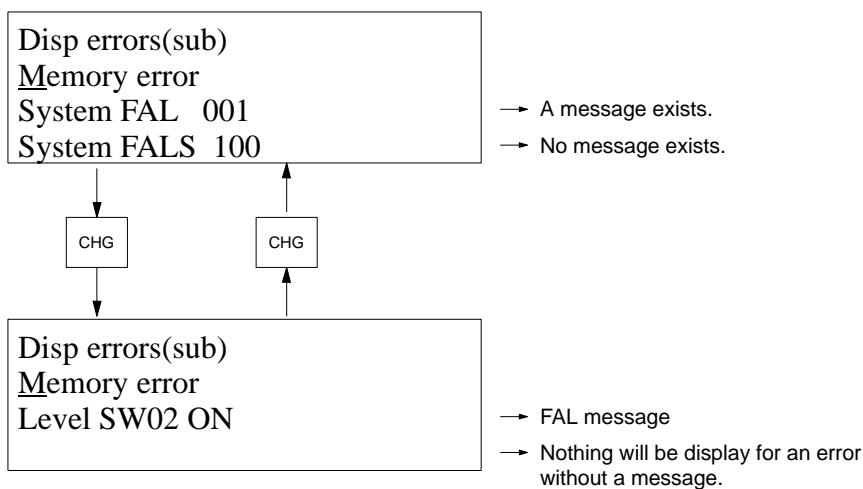 Disp errors(sub)
Memory error
System FAL 001
System FALS 100
→ A message exists.
→ No message exists.
CHG
CHG
Disp errors(sub)
Memory error
Level SW02 ON
→ FAL message
→ Nothing will be display for an error
without a message.